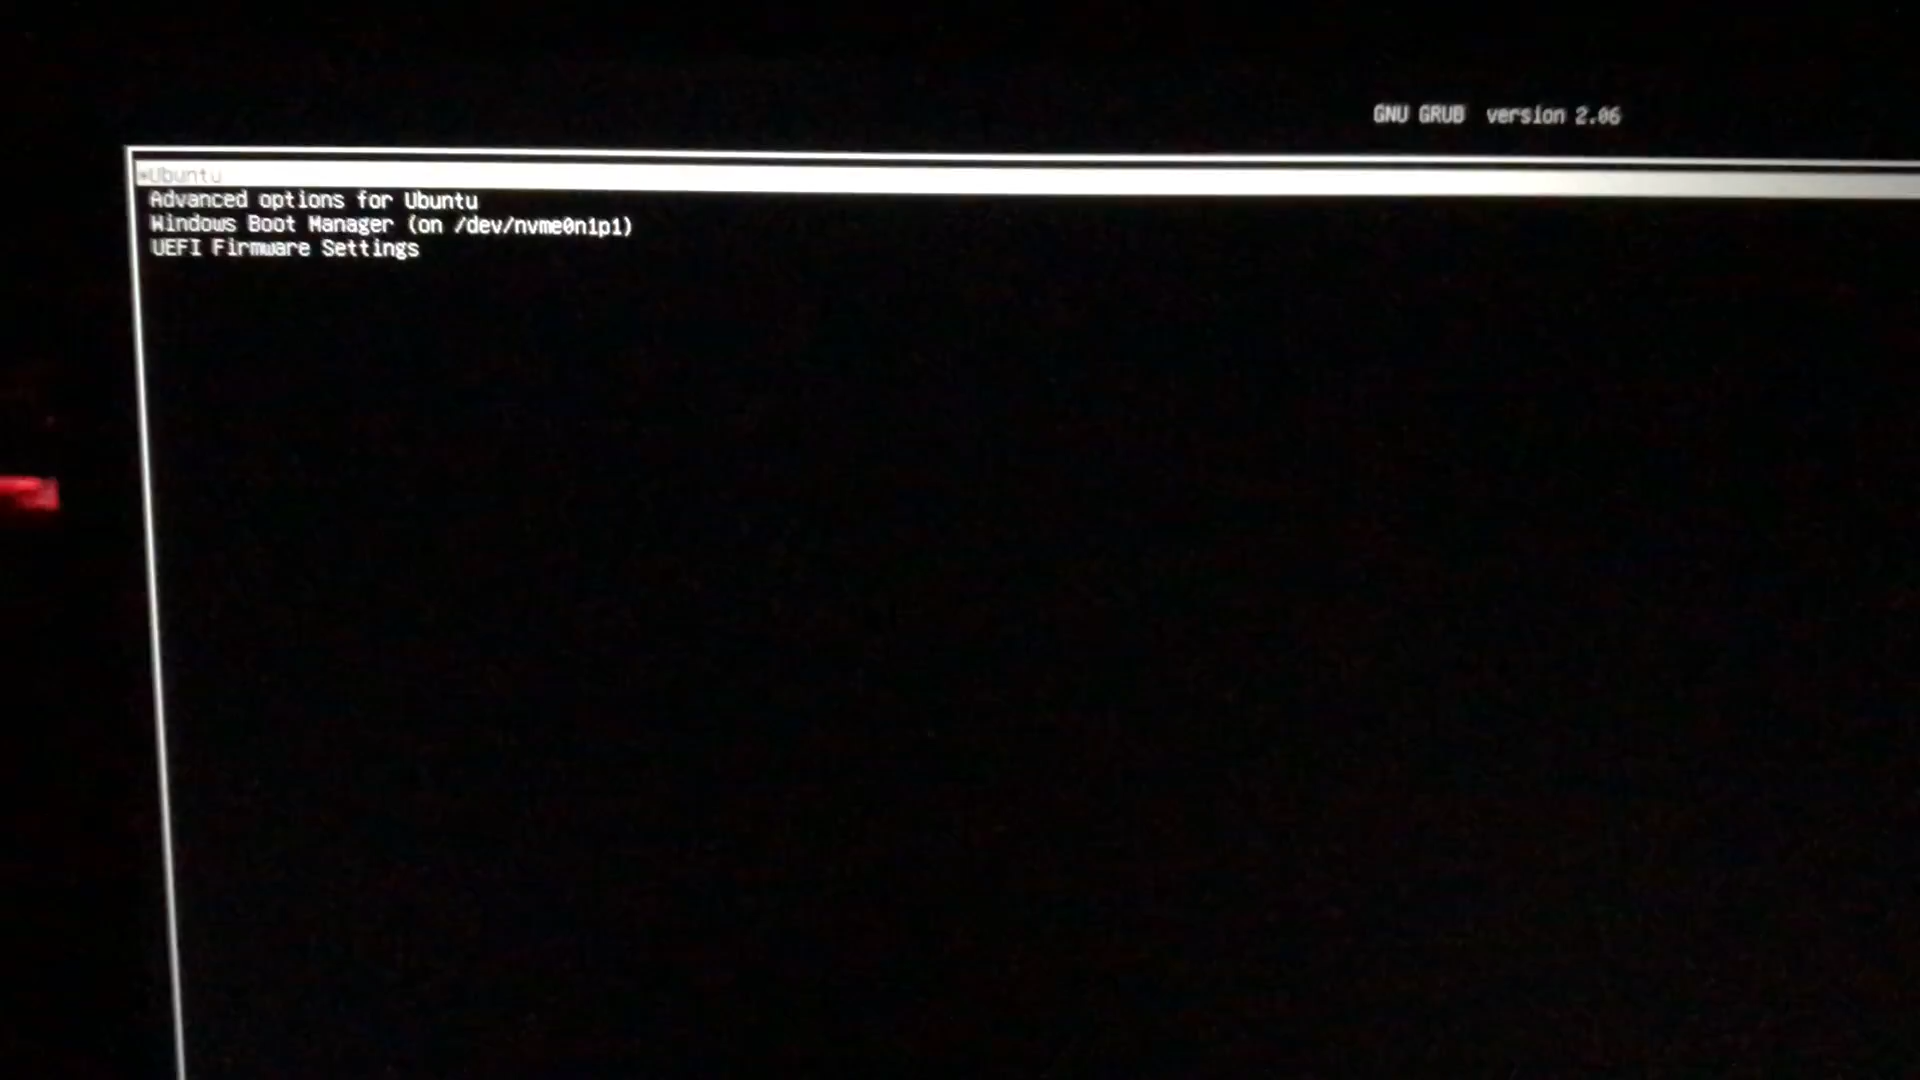 GNU GRUB version 2.06
*Ubuntu
Advanced options for Ubuntu
Windows Boot Manager (on /dev/nvme0n1p1)
UEFI Firmware Settings